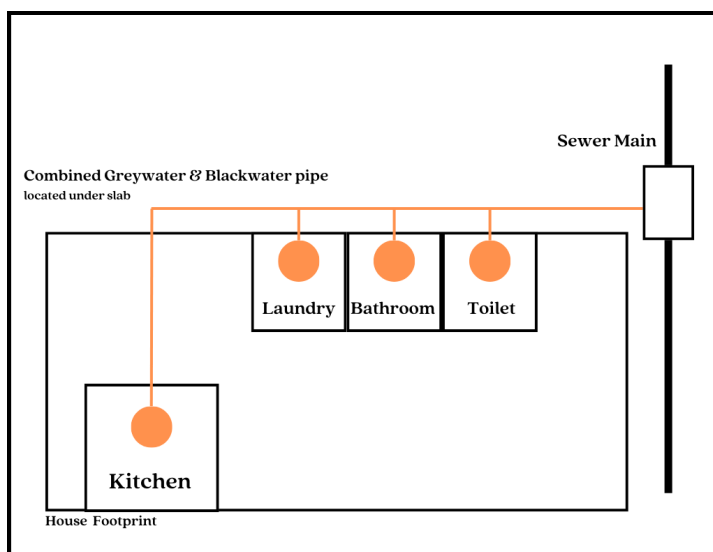 Sewer Main
Combined Greywater & Blackwater pipe
located under slab
Laundry
Bathroom
Toilet
Kitchen
House Footprint